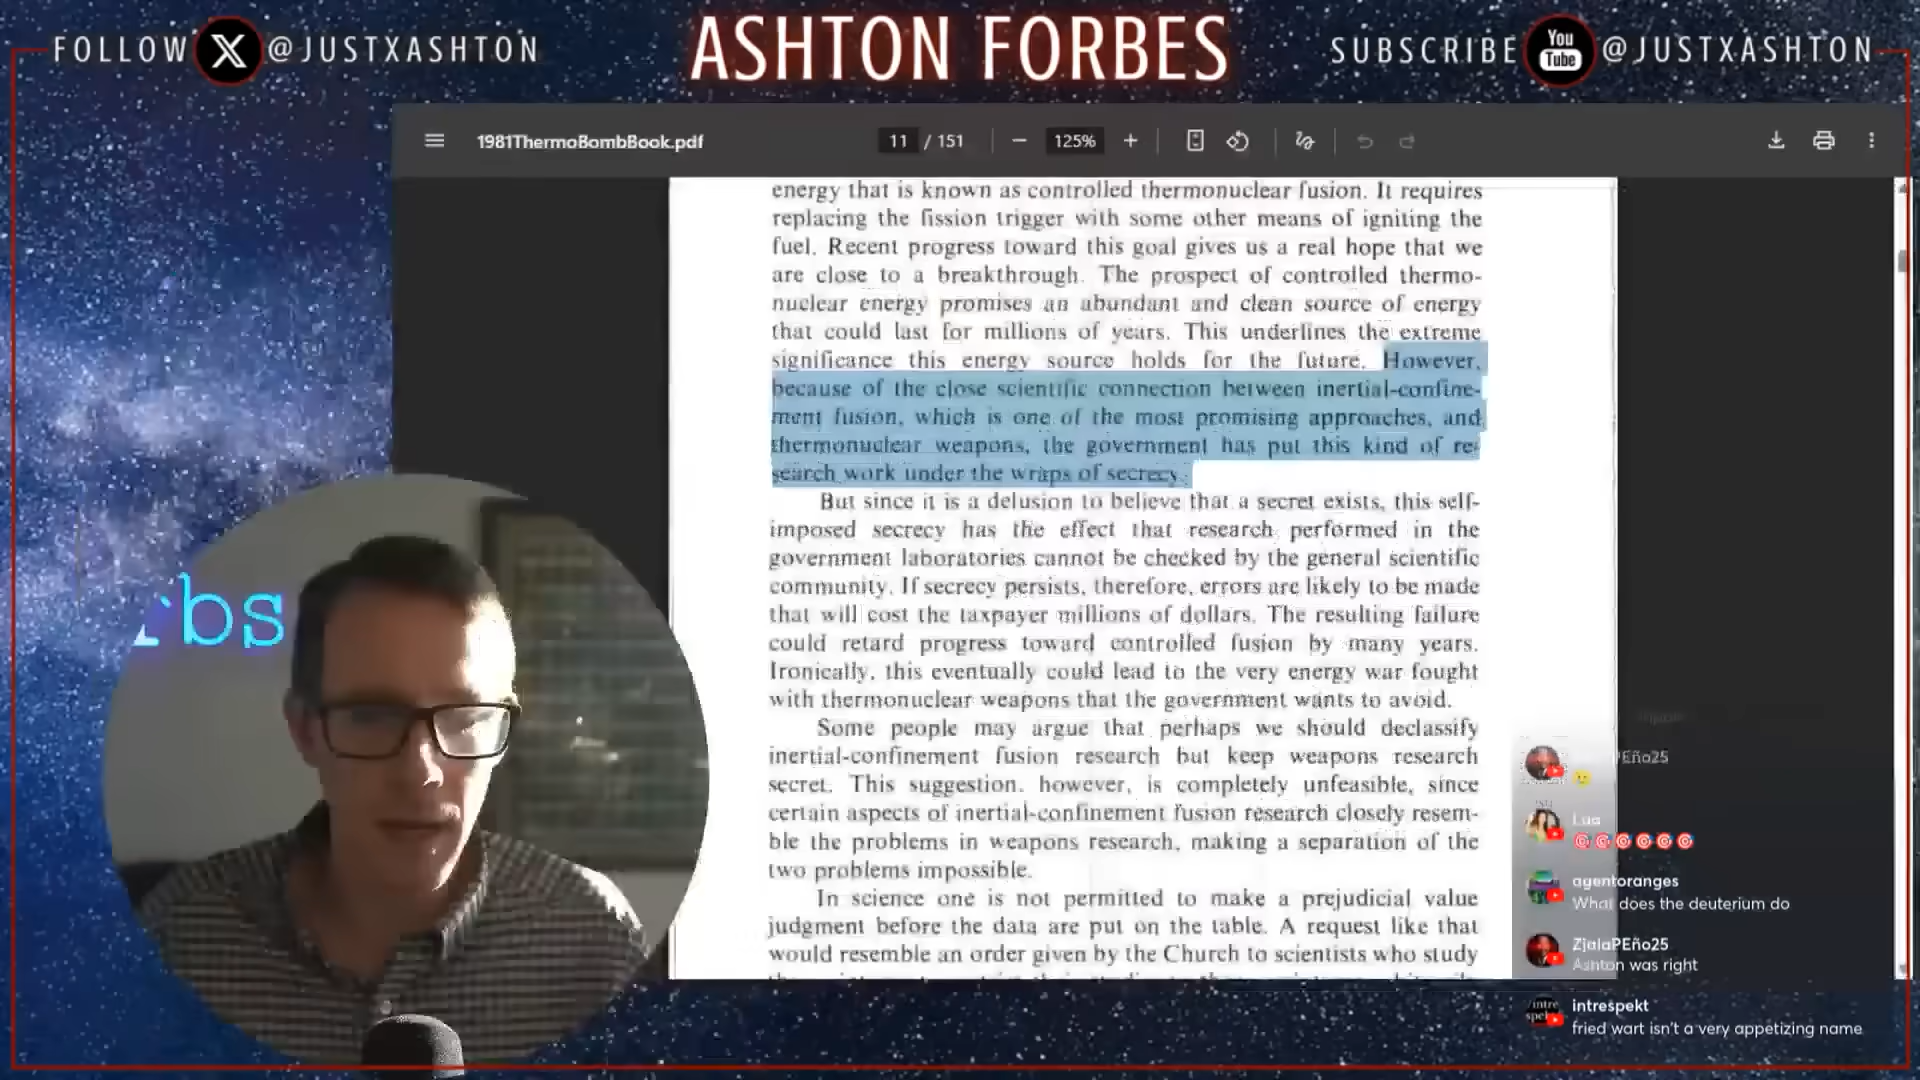 FOLLOW X @JUSTXASHTON
ASHTON FORBES
SUBSCRIBE You Tube @JUSTXASHTON
1981ThermoBombBook.pdf
11 / 151
125%
energy that is known as controlled thermonuclear fusion. It requires
replacing the fission trigger with some other means of igniting the
fuel. Recent progress toward this goal gives us a real hope that we
are close to a breakthrough. The prospect of controlled thermo-
nuclear energy promises an abundant and clean source of energy
that could last for millions of years. This underlines the extreme
significance this energy source holds for the future. However,
because of the close scientific connection between inertial-confine-
ment fusion, which is one of the most promising approaches, and
thermonuclear weapons, the government has put this kind of re-
search work under the wraps of secrecy.
But since it is a delusion to believe that a secret exists, this self-
imposed secrecy has the effect that research performed in the
government laboratories cannot be checked by the general scientific
community. If secrecy persists, therefore, errors are likely to be made
that will cost the taxpayer millions of dollars. The resulting failure
could retard progress toward controlled fusion by many years.
Ironically, this eventually could lead to the very energy war fought
with thermonuclear weapons that the government wants to avoid.
Some people may argue that perhaps we should declassify
inertial-confinement fusion research but keep weapons research
secret. This suggestion, however, is completely unfeasible, since
certain aspects of inertial-confinement fusion research closely resem-
ble the problems in weapons research, making a separation of the
two problems impossible.
In science one is not permitted to make a prejudicial value
judgment before the data are put on the table. A request like that
would resemble an order given by the Church to scientists who study
rbs
PEño25
Lua
agentoranges
What does the deuterium do
ZjalaPEño25
Ashton was right
intrespekt
fried wart isn't a very appetizing name